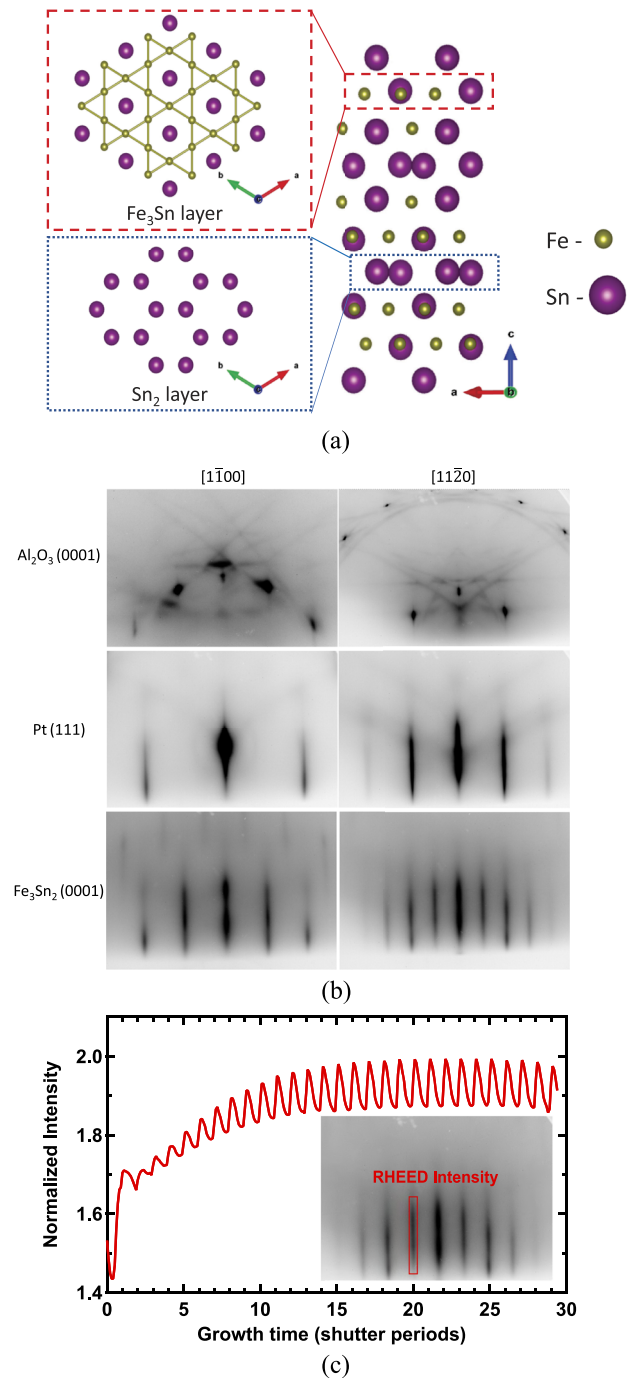 Fe₃Sn layer
b a
c
Sn₂ layer
b a
c
Fe -
Sn -
c
a b
(a)
[11̅00] [112̅0]
Al₂O₃ (0001)
Pt (111)
Fe₃Sn₂ (0001)
(b)
Normalized Intensity
2.0
1.8
1.6
1.4
RHEED Intensity
0 5 10 15 20 25 30
Growth time (shutter periods)
(c)